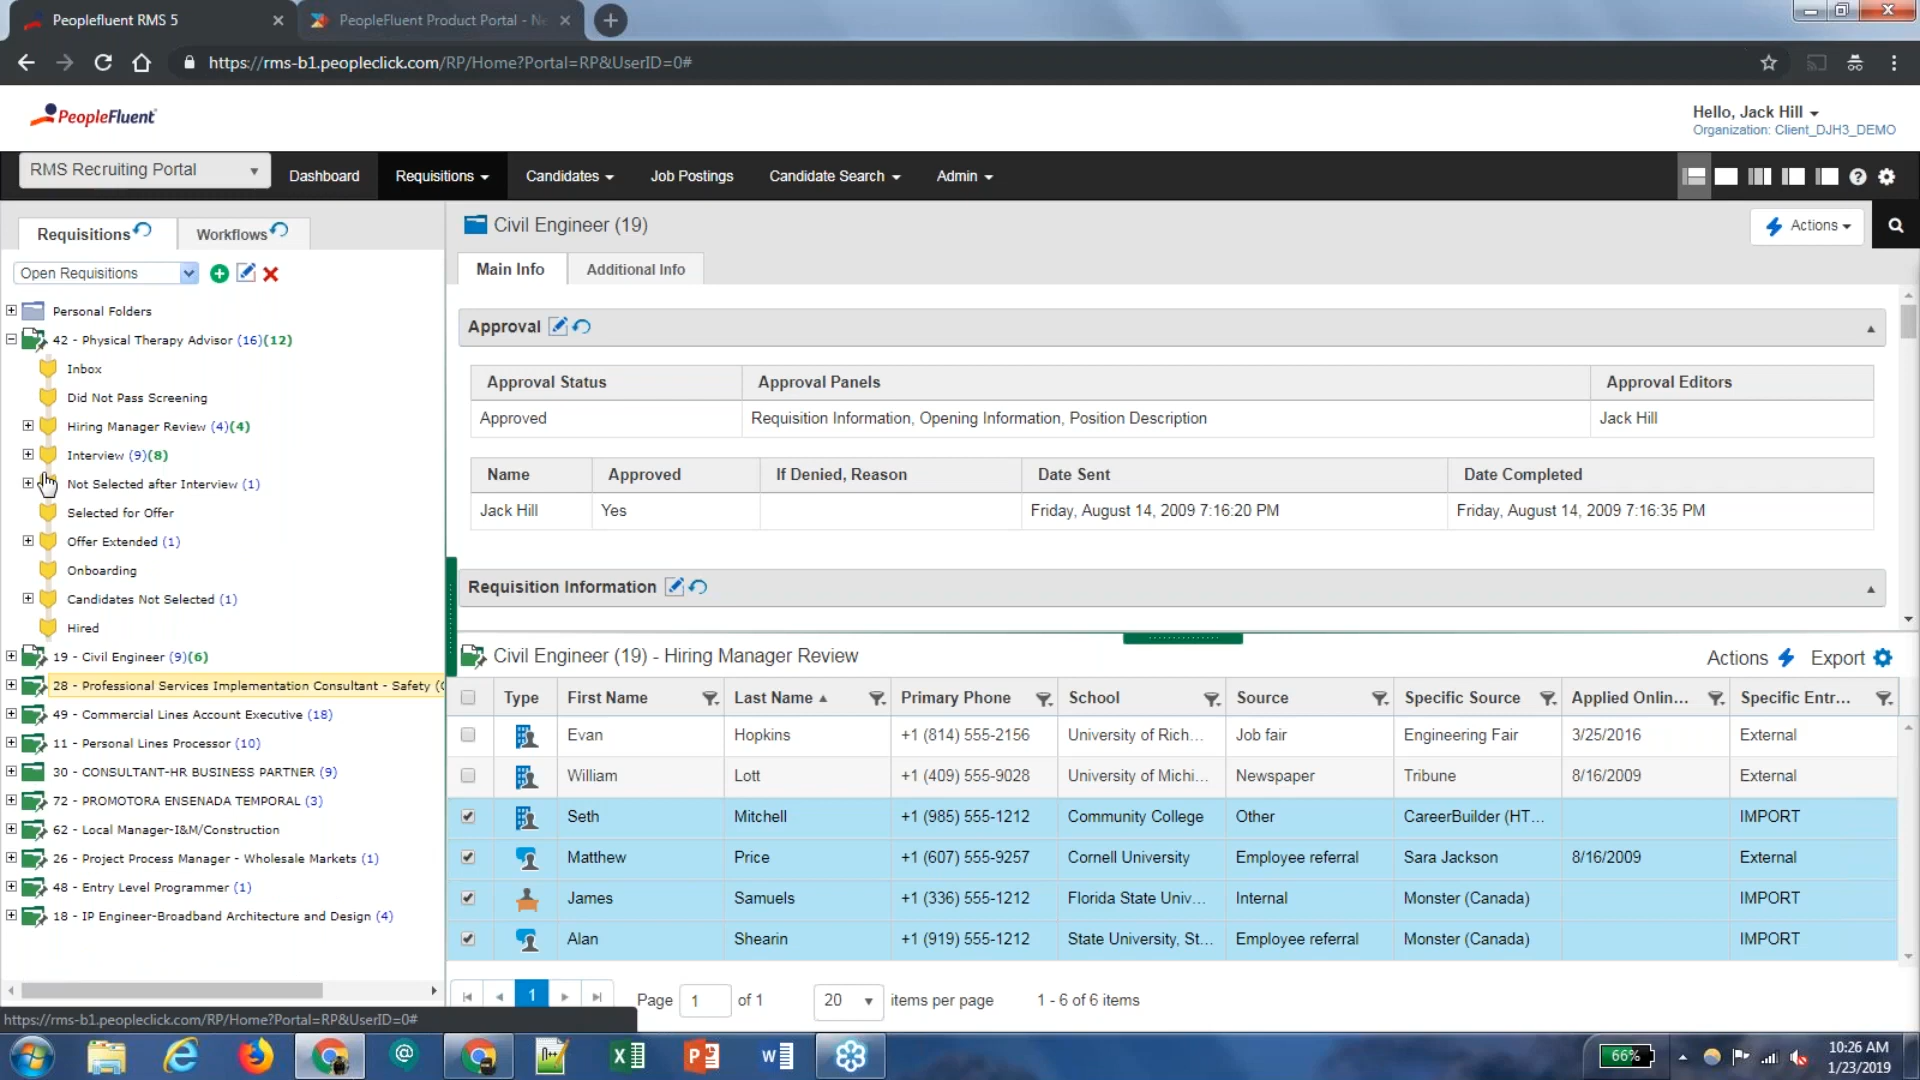 Peoplefluent RMS 5
PeopleFluent Product Portal - Ne
https://rms-b1.peopleclick.com/RP/Home?Portal=RP&UserID=0#
PeopleFluent
Hello, Jack Hill
Organization: Client_DJH3_DEMO
RMS Recruiting Portal
Dashboard
Requisitions
Candidates
Job Postings
Candidate Search
Admin
Requisitions
Workflows
Open Requisitions
Personal Folders
42 - Physical Therapy Advisor (16)(12)
Inbox
Did Not Pass Screening
Hiring Manager Review (4)(4)
Interview (9)(8)
Not Selected after Interview (1)
Selected for Offer
Offer Extended (1)
Onboarding
Candidates Not Selected (1)
Hired
19 - Civil Engineer (9)(6)
28 - Professional Services Implementation Consultant - Safety (
49 - Commercial Lines Account Executive (18)
11 - Personal Lines Processor (10)
30 - CONSULTANT-HR BUSINESS PARTNER (9)
72 - PROMOTORA ENSENADA TEMPORAL (3)
62 - Local Manager-I&M/Construction
26 - Project Process Manager - Wholesale Markets (1)
48 - Entry Level Programmer (1)
18 - IP Engineer-Broadband Architecture and Design (4)
Civil Engineer (19)
Actions
Main Info
Additional Info
Approval
Approval Status Approval Panels Approval Editors
Approved Requisition Information, Opening Information, Position Description Jack Hill
Name Approved If Denied, Reason Date Sent Date Completed
Jack Hill Yes Friday, August 14, 2009 7:16:20 PM Friday, August 14, 2009 7:16:35 PM
Requisition Information
Civil Engineer (19) - Hiring Manager Review
Actions
Export
Type First Name Last Name Primary Phone School Source Specific Source Applied Onlin... Specific Entr...
Evan Hopkins +1 (814) 555-2156 University of Rich... Job fair Engineering Fair 3/25/2016 External
William Lott +1 (409) 555-9028 University of Michi... Newspaper Tribune 8/16/2009 External
Seth Mitchell +1 (985) 555-1212 Community College Other CareerBuilder (HT... IMPORT
Matthew Price +1 (607) 555-9257 Cornell University Employee referral Sara Jackson 8/16/2009 External
James Samuels +1 (336) 555-1212 Florida State Univ... Internal Monster (Canada) IMPORT
Alan Shearin +1 (919) 555-1212 State University, St... Employee referral Monster (Canada) IMPORT
1
Page 1 of 1
20 items per page
1 - 6 of 6 items
https://rms-b1.peopleclick.com/RP/Home?Portal=RP&UserID=0#
66%
10:26 AM
1/23/2019